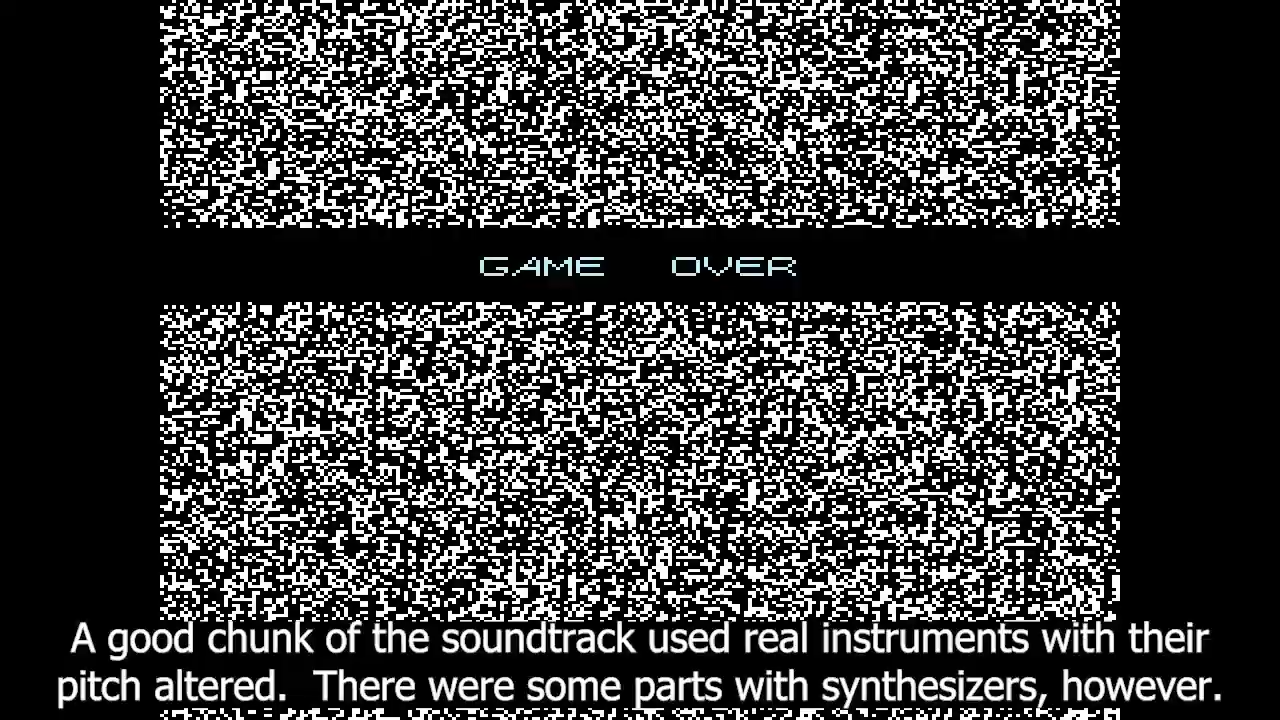 GAME OVER
A good chunk of the soundtrack used real instruments with their
pitch altered.  There were some parts with synthesizers, however.